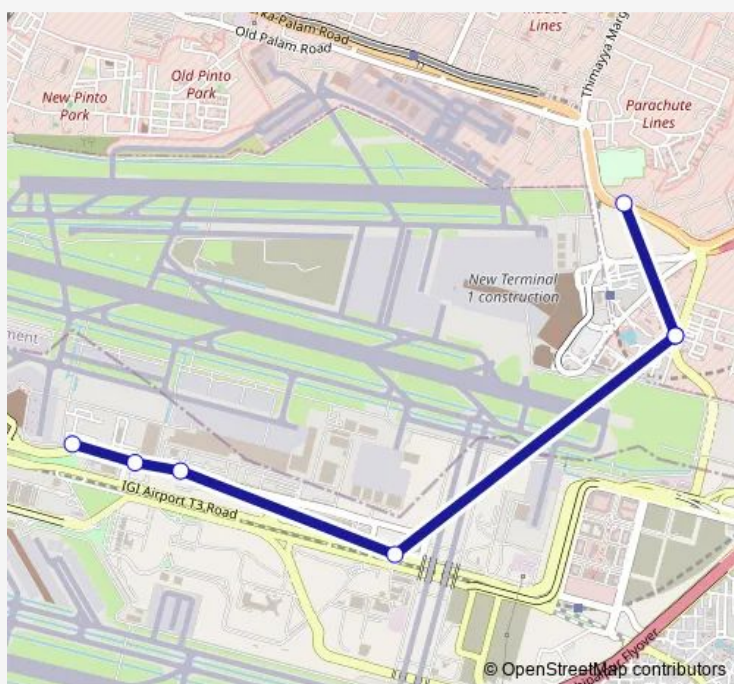 Old Palam Road
Lines
Thimayya Marg
Old Pinto
Park
New Pinto
Park
Parachute
Lines
New Terminal
1 construction
IGI Airport T3 Road
Flyover
© OpenStreetMap contributors